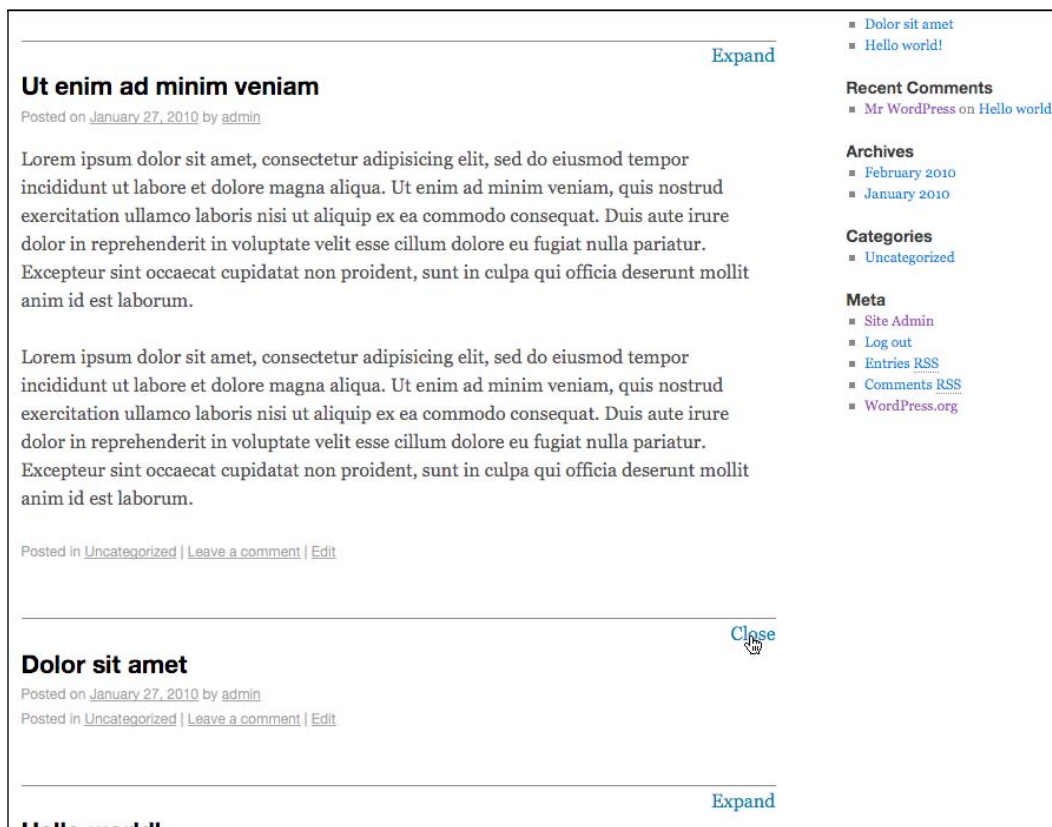 Expand
Ut enim ad minim veniam
Posted on January 27, 2010 by admin
Lorem ipsum dolor sit amet, consectetur adipisicing elit, sed do eiusmod tempor
incididunt ut labore et dolore magna aliqua. Ut enim ad minim veniam, quis nostrud
exercitation ullamco laboris nisi ut aliquip ex ea commodo consequat. Duis aute irure
dolor in reprehenderit in voluptate velit esse cillum dolore eu fugiat nulla pariatur.
Excepteur sint occaecat cupidatat non proident, sunt in culpa qui officia deserunt mollit
anim id est laborum.
Lorem ipsum dolor sit amet, consectetur adipisicing elit, sed do eiusmod tempor
incididunt ut labore et dolore magna aliqua. Ut enim ad minim veniam, quis nostrud
exercitation ullamco laboris nisi ut aliquip ex ea commodo consequat. Duis aute irure
dolor in reprehenderit in voluptate velit esse cillum dolore eu fugiat nulla pariatur.
Excepteur sint occaecat cupidatat non proident, sunt in culpa qui officia deserunt mollit
anim id est laborum.
Posted in Uncategorized | Leave a comment | Edit
Close
Dolor sit amet
Posted on January 27, 2010 by admin
Posted in Uncategorized | Leave a comment | Edit
Expand
Hello world!
Dolor sit amet
Hello world!
Recent Comments
Mr WordPress on Hello world
Archives
February 2010
January 2010
Categories
Uncategorized
Meta
Site Admin
Log out
Entries RSS
Comments RSS
WordPress.org